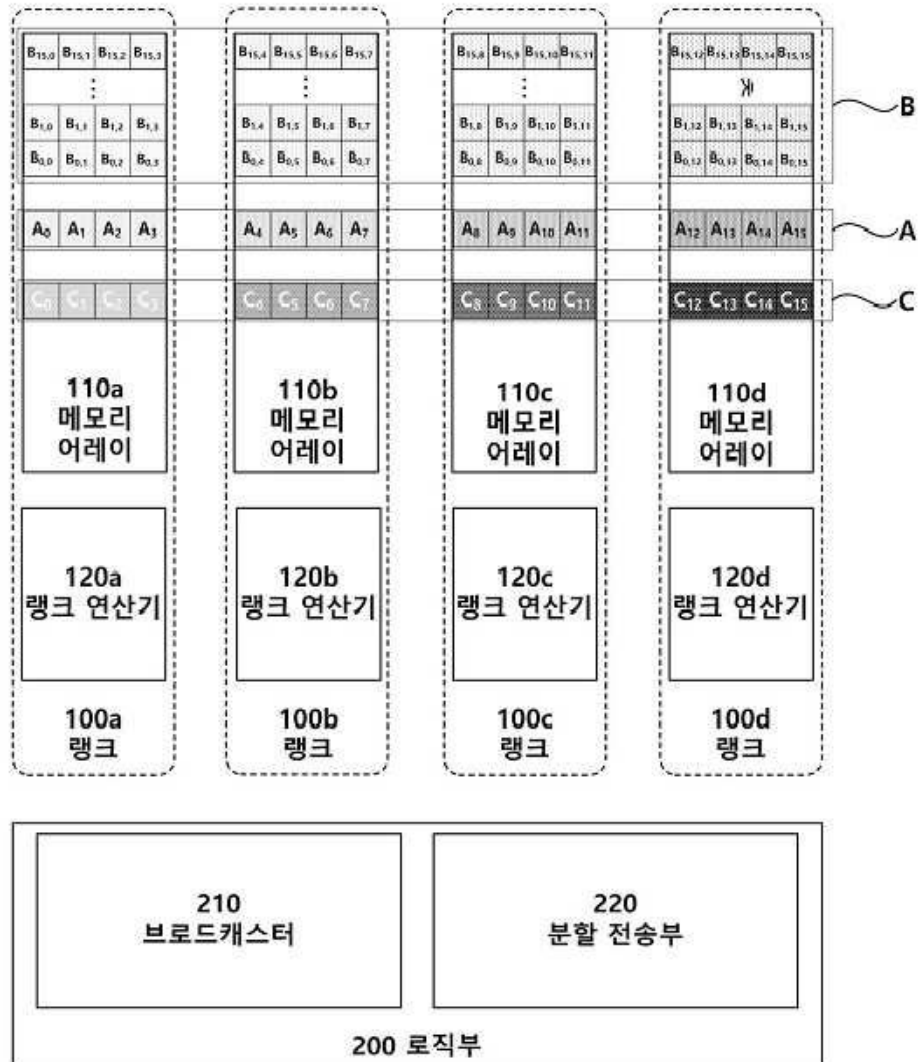 B15,0 B15,1 B15,2 B15,3 B15,4 B15,5 B15,6 B15,7 B15,8 B15,9 B15,10 B15,11 B15,12 B15,13 B15,14 B15,15
⋮ ⋮ ⋮
B
B1,0 B1,1 B1,2 B1,3 B1,4 B1,5 B1,6 B1,7 B1,8 B1,9 B1,10 B1,11 B1,12 B1,13 B1,14 B1,15
B0,0 B0,1 B0,2 B0,3 B0,4 B0,5 B0,6 B0,7 B0,8 B0,9 B0,10 B0,11 B0,12 B0,13 B0,14 B0,15
A0 A1 A2 A3 A4 A5 A6 A7 A8 A9 A10 A11 A12 A13 A14 A15 A
C0 C1 C2 C3 C4 C5 C6 C7 C8 C9 C10 C11 C12 C13 C14 C15 C
110a 110b 110c 110d
메모리 메모리 메모리 메모리
어레이 어레이 어레이 어레이
120a 120b 120c 120d
랭크 연산기 랭크 연산기 랭크 연산기 랭크 연산기
100a 100b 100c 100d
랭크 랭크 랭크 랭크
210 220
브로드캐스터 분할 전송부
200 로직부